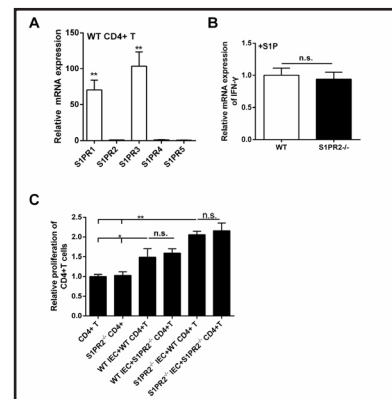 A
WT CD4+ T
Relative mRNA expression
150
100
50
0
**
**
S1PR1
S1PR2
S1PR3
S1PR4
S1PR5
B
+S1P
Relative mRNA expression
of IFN-γ
1.5
1.0
0.5
0.0
n.s.
WT
S1PR2-/-
C
Relative proliferation of
CD4+T cells
2.5
2.0
1.5
1.0
0.5
0.0
**
n.s.
*
n.s.
CD4+ T
S1PR2-/- CD4+
WT IEC+WT CD4+T
WT IEC+S1PR2-/- CD4+T
S1PR2-/- IEC+WT CD4+ T
S1PR2-/- IEC+S1PR2-/- CD4+T